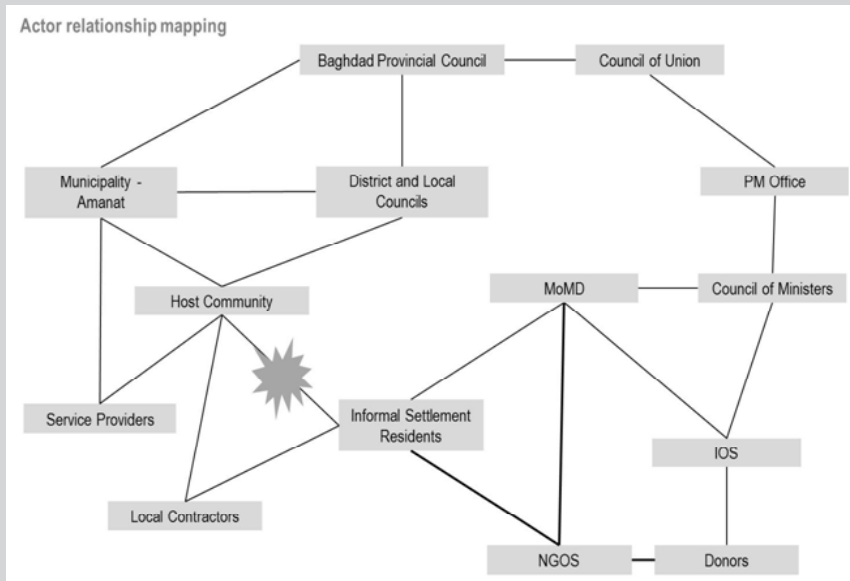 Actor relationship mapping
Baghdad Provincial Council
Council of Union
Municipality -
Amanat
District and Local
Councils
PM Office
Host Community
MoMD
Council of Ministers
Service Providers
Informal Settlement
Residents
IOS
Local Contractors
NGOS
Donors